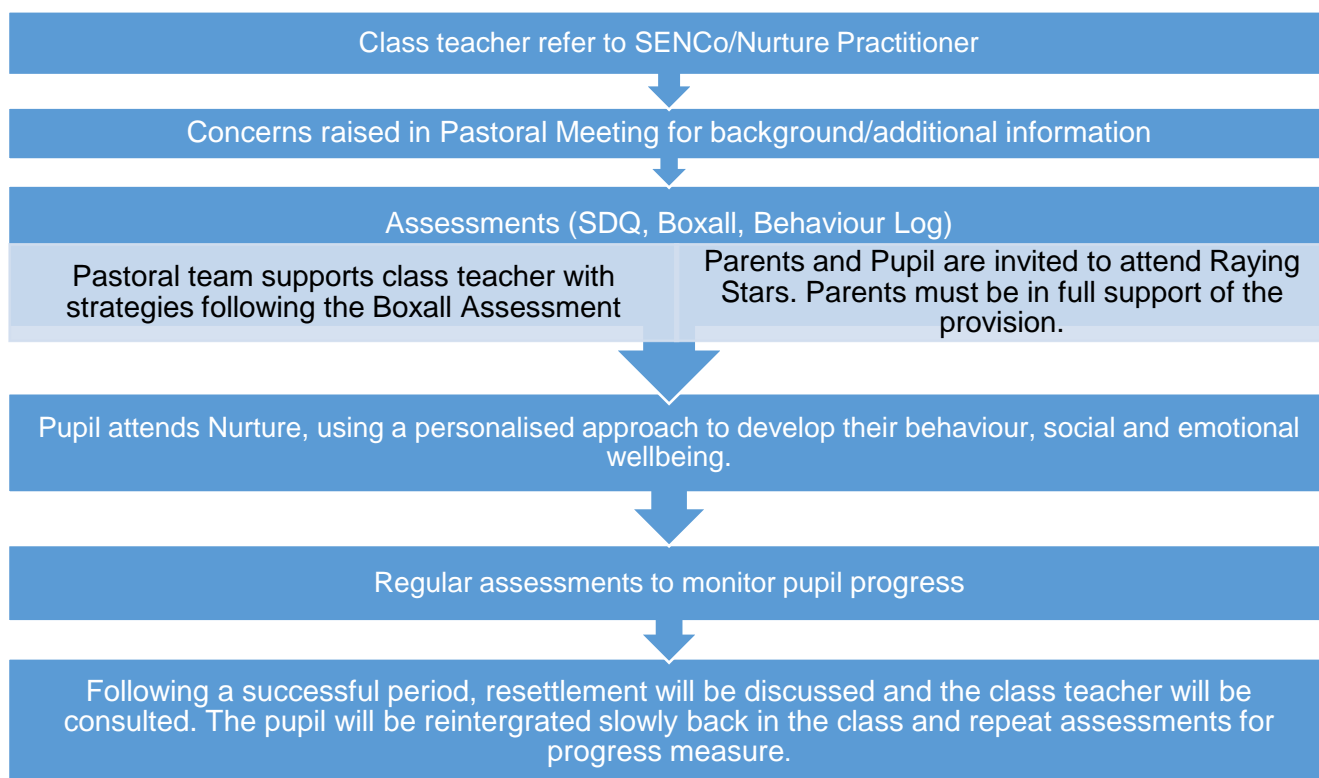 Class teacher refer to SENCo/Nurture Practitioner
Concerns raised in Pastoral Meeting for background/additional information
Assessments (SDQ, Boxall, Behaviour Log)
Pastoral team supports class teacher with
strategies following the Boxall Assessment
Parents and Pupil are invited to attend Raying
Stars. Parents must be in full support of the
provision.
Pupil attends Nurture, using a personalised approach to develop their behaviour, social and emotional
wellbeing.
Regular assessments to monitor pupil progress
Following a successful period, resettlement will be discussed and the class teacher will be
consulted. The pupil will be reintergrated slowly back in the class and repeat assessments for
progress measure.